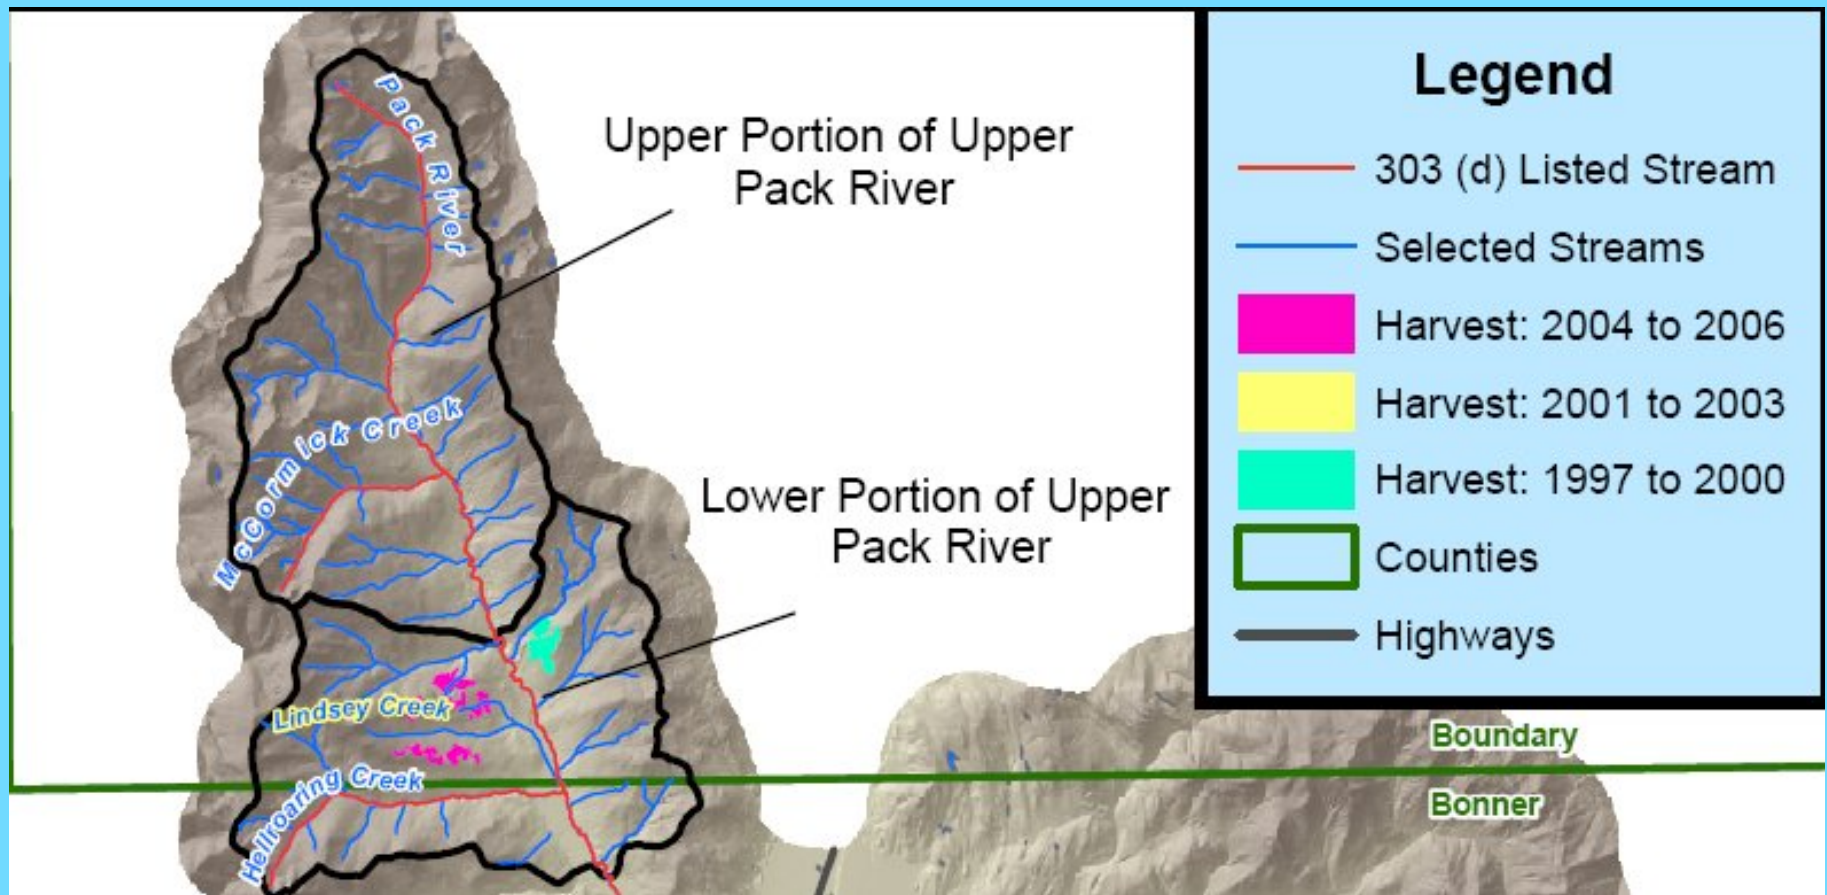 Pack River
Upper Portion of Upper
Pack River
McCormick Creek
Lower Portion of Upper
Pack River
Lindsey Creek
Hellroaring Creek
Legend
303 (d) Listed Stream
Selected Streams
Harvest: 2004 to 2006
Harvest: 2001 to 2003
Harvest: 1997 to 2000
Counties
Highways
Boundary
Bonner